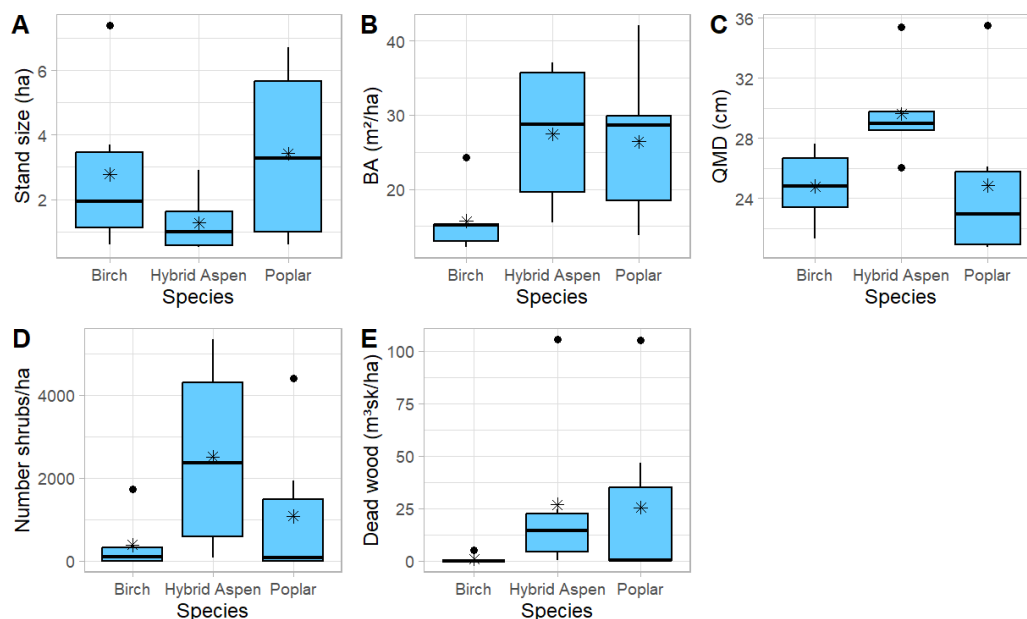 A
Stand size (ha)
6
4
2
Birch Hybrid Aspen Poplar
Species
B
BA (m²/ha)
40
30
20
Birch Hybrid Aspen Poplar
Species
C
QMD (cm)
36
32
28
24
Birch Hybrid Aspen Poplar
Species
D
Number shrubs/ha
4000
2000
0
Birch Hybrid Aspen Poplar
Species
E
Dead wood (m³sk/ha)
100
75
50
25
0
Birch Hybrid Aspen Poplar
Species